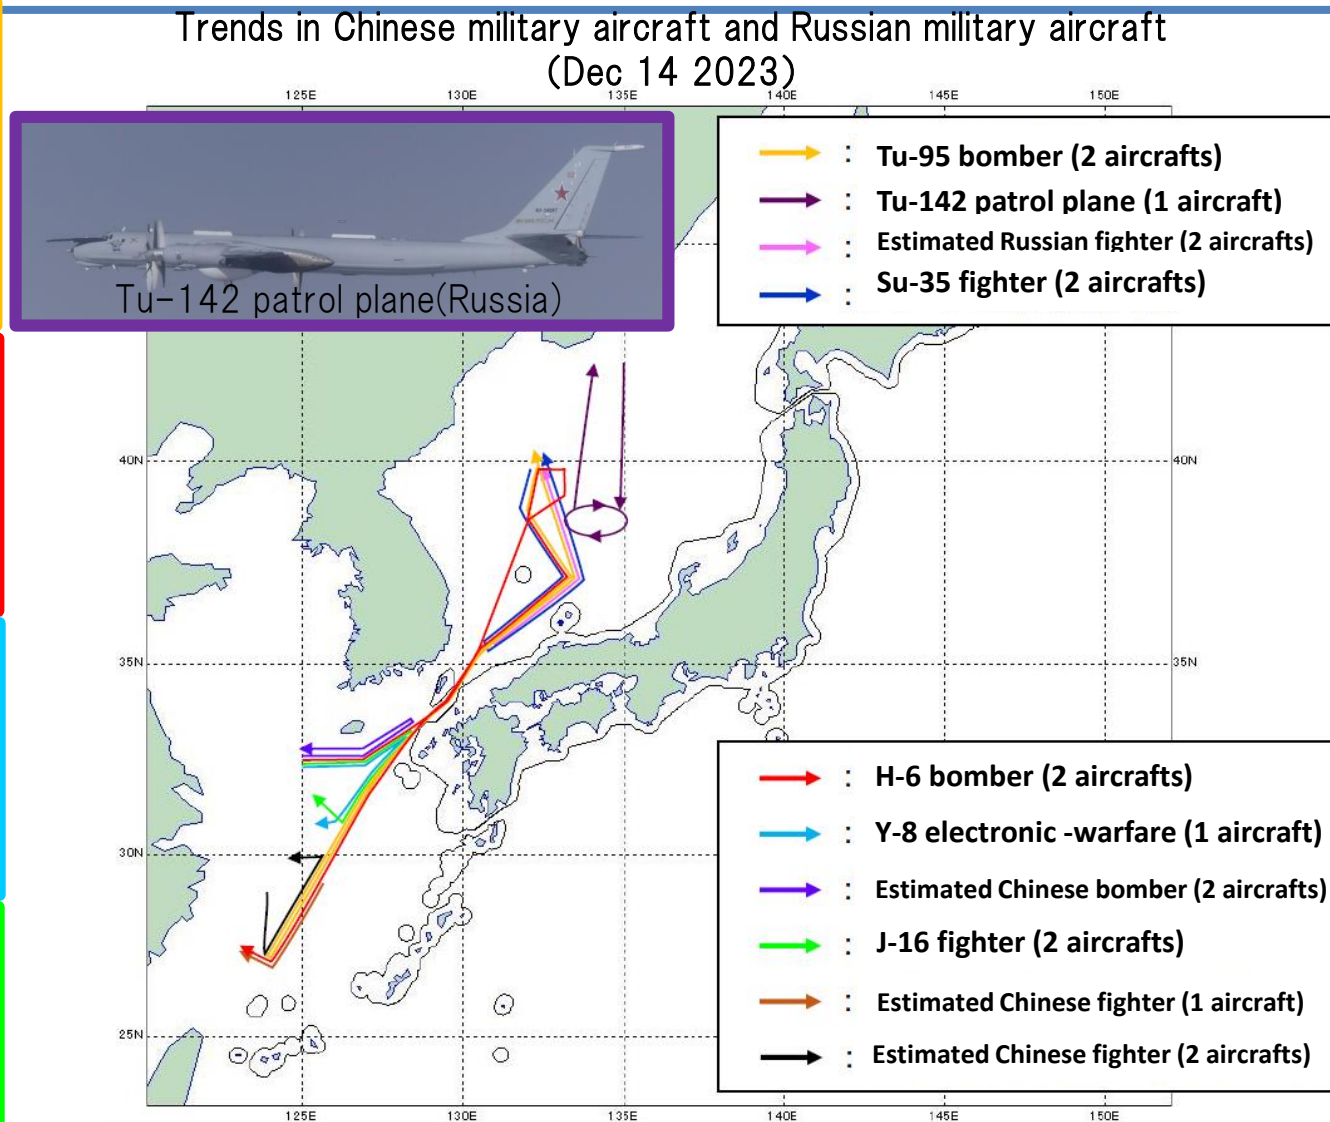 Trends in Chinese military aircraft and Russian military aircraft
(Dec 14 2023)
125E 130E 135E 140E 145E 150E
Tu-142 patrol plane(Russia)
: Tu-95 bomber (2 aircrafts)
: Tu-142 patrol plane (1 aircraft)
: Estimated Russian fighter (2 aircrafts)
: Su-35 fighter (2 aircrafts)
40N 40N
35N 35N
30N
25N
: H-6 bomber (2 aircrafts)
: Y-8 electronic -warfare (1 aircraft)
: Estimated Chinese bomber (2 aircrafts)
: J-16 fighter (2 aircrafts)
: Estimated Chinese fighter (1 aircraft)
: Estimated Chinese fighter (2 aircrafts)
125E 130E 135E 140E 145E 150E